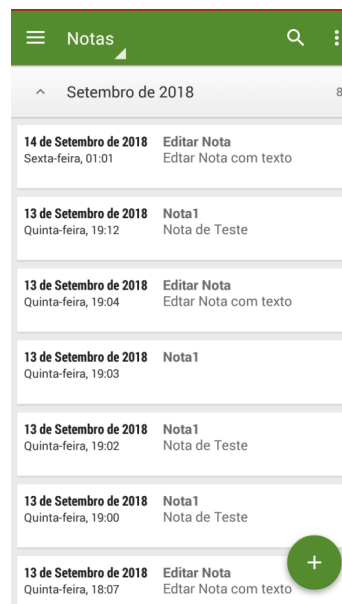 Notas
Setembro de 2018 8
14 de Setembro de 2018 Editar Nota
Sexta-feira, 01:01 Edtar Nota com texto
13 de Setembro de 2018 Nota1
Quinta-feira, 19:12 Nota de Teste
13 de Setembro de 2018 Editar Nota
Quinta-feira, 19:04 Edtar Nota com texto
13 de Setembro de 2018 Nota1
Quinta-feira, 19:03
13 de Setembro de 2018 Nota1
Quinta-feira, 19:02 Nota de Teste
13 de Setembro de 2018 Nota1
Quinta-feira, 19:00 Nota de Teste
13 de Setembro de 2018 Editar Nota
Quinta-feira, 18:07 Edtar Nota com texto